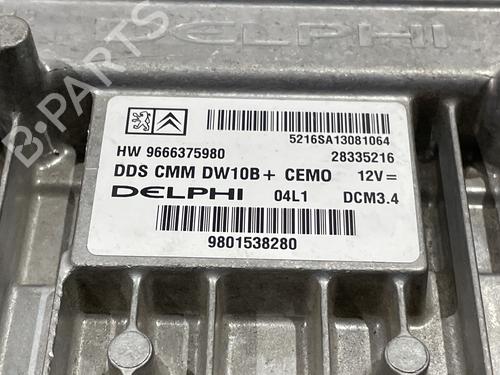 DELPHI
5216SA13081064
HW 9666375980
28335216
DDS CMM DW10B+ CEMO 12V=
DELPHI 04L1 DCM3.4
9801538280
B-PARTS